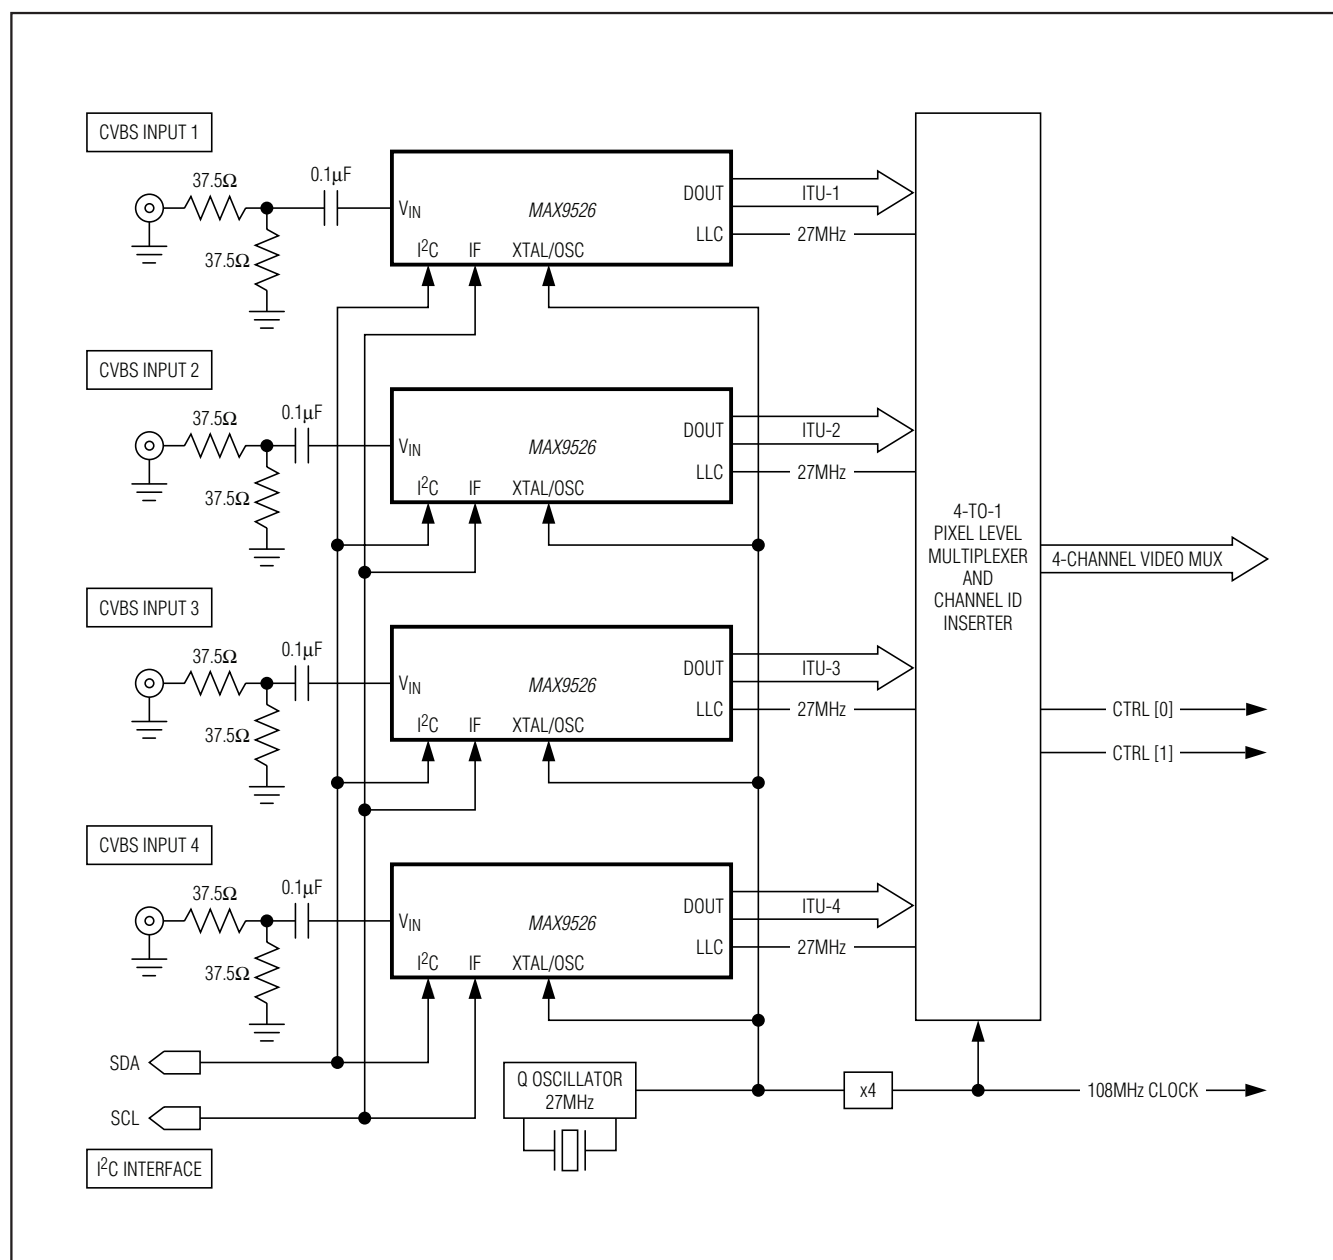 CVBS INPUT 1
37.5Ω
0.1µF
37.5Ω
VIN
MAX9526
DOUT
LLC
I2C
IF
XTAL/OSC
ITU-1
27MHz
CVBS INPUT 2
37.5Ω
0.1µF
37.5Ω
VIN
MAX9526
DOUT
LLC
I2C
IF
XTAL/OSC
ITU-2
27MHz
4-TO-1
PIXEL LEVEL
MULTIPLEXER
AND
CHANNEL ID
INSERTER
4-CHANNEL VIDEO MUX
CVBS INPUT 3
37.5Ω
0.1µF
37.5Ω
VIN
MAX9526
DOUT
LLC
I2C
IF
XTAL/OSC
ITU-3
27MHz
CTRL [0]
CTRL [1]
CVBS INPUT 4
37.5Ω
0.1µF
37.5Ω
VIN
MAX9526
DOUT
LLC
I2C
IF
XTAL/OSC
ITU-4
27MHz
SDA
SCL
I2C INTERFACE
Q OSCILLATOR
27MHz
x4
108MHz CLOCK